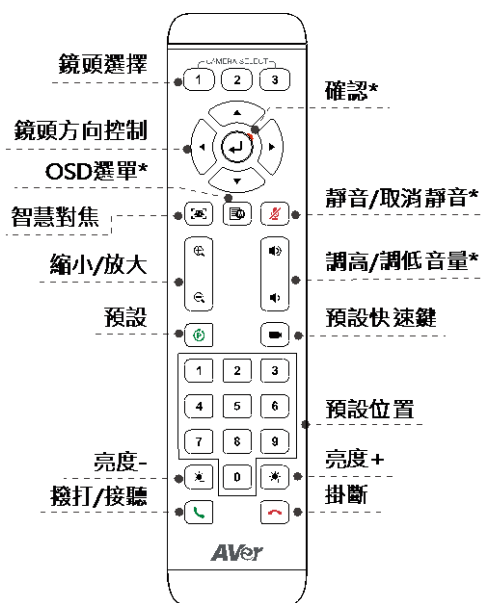 CAMERA SELECT
鏡頭選擇
1 2 3
確認*
鏡頭方向控制
OSD選單*
靜音/取消靜音*
智慧對焦
縮小/放大
調高/調低音量*
預設
P
預設快速鍵
1 2 3
4 5 6
預設位置
7 8 9
亮度-
0
亮度+
撥打/接聽
掛斷
AVer